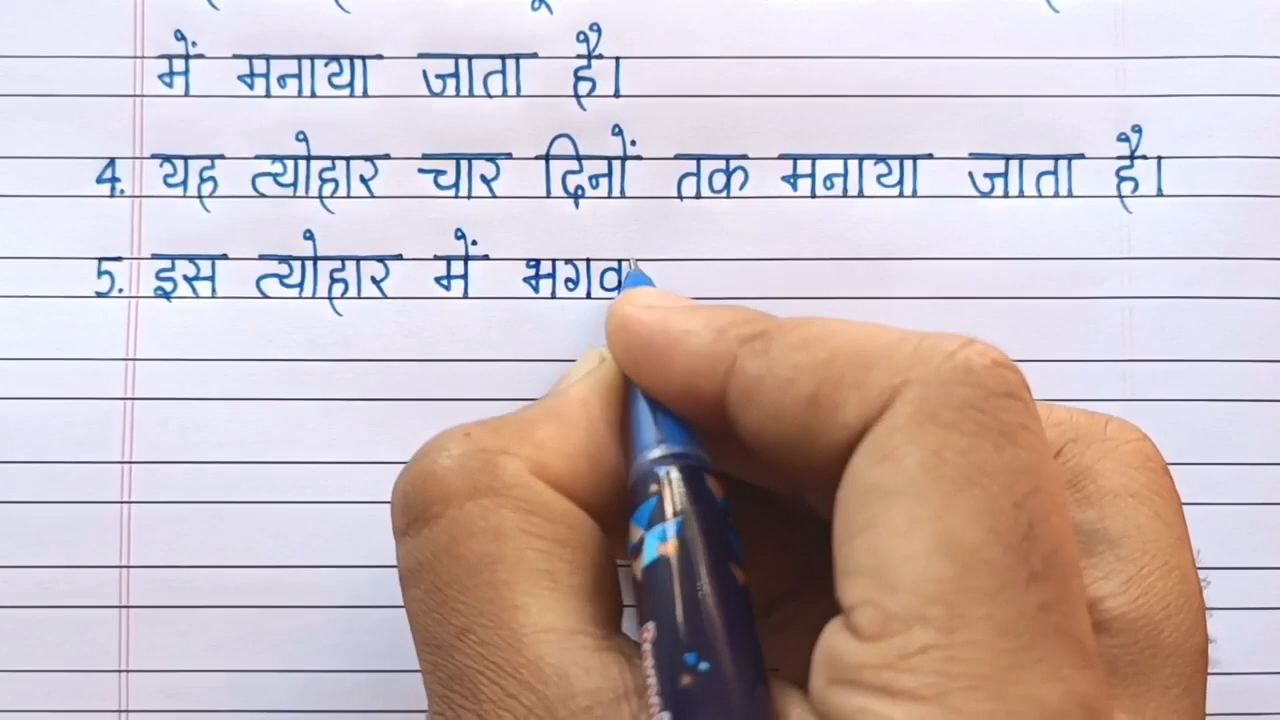 में मनाया जाता है।
4. यह त्योहार चार दिनों तक मनाया जाता है।
5. इस त्योहार में भगव